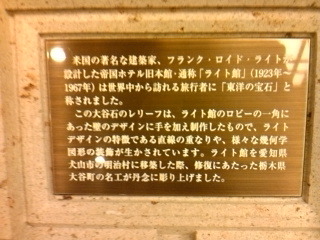 米国の著名な建築家、フランク・ロイド・ライトが
設計した帝国ホテル旧本館・通称「ライト館」(1923年～
1967年)は世界中から訪れる旅行者に「東洋の宝石」と
称されました。
この大谷石のレリーフは、ライト館のロビーの一角に
あった壁のデザインに手を加え制作したもので、ライト
デザインの特徴である直線の重なりや、様々な幾何学
図形の装飾が生かされています。ライト館を愛知県
犬山市の明治村に移築した際、修復にあたった栃木県
大谷町の名工が丹念に彫り上げました。